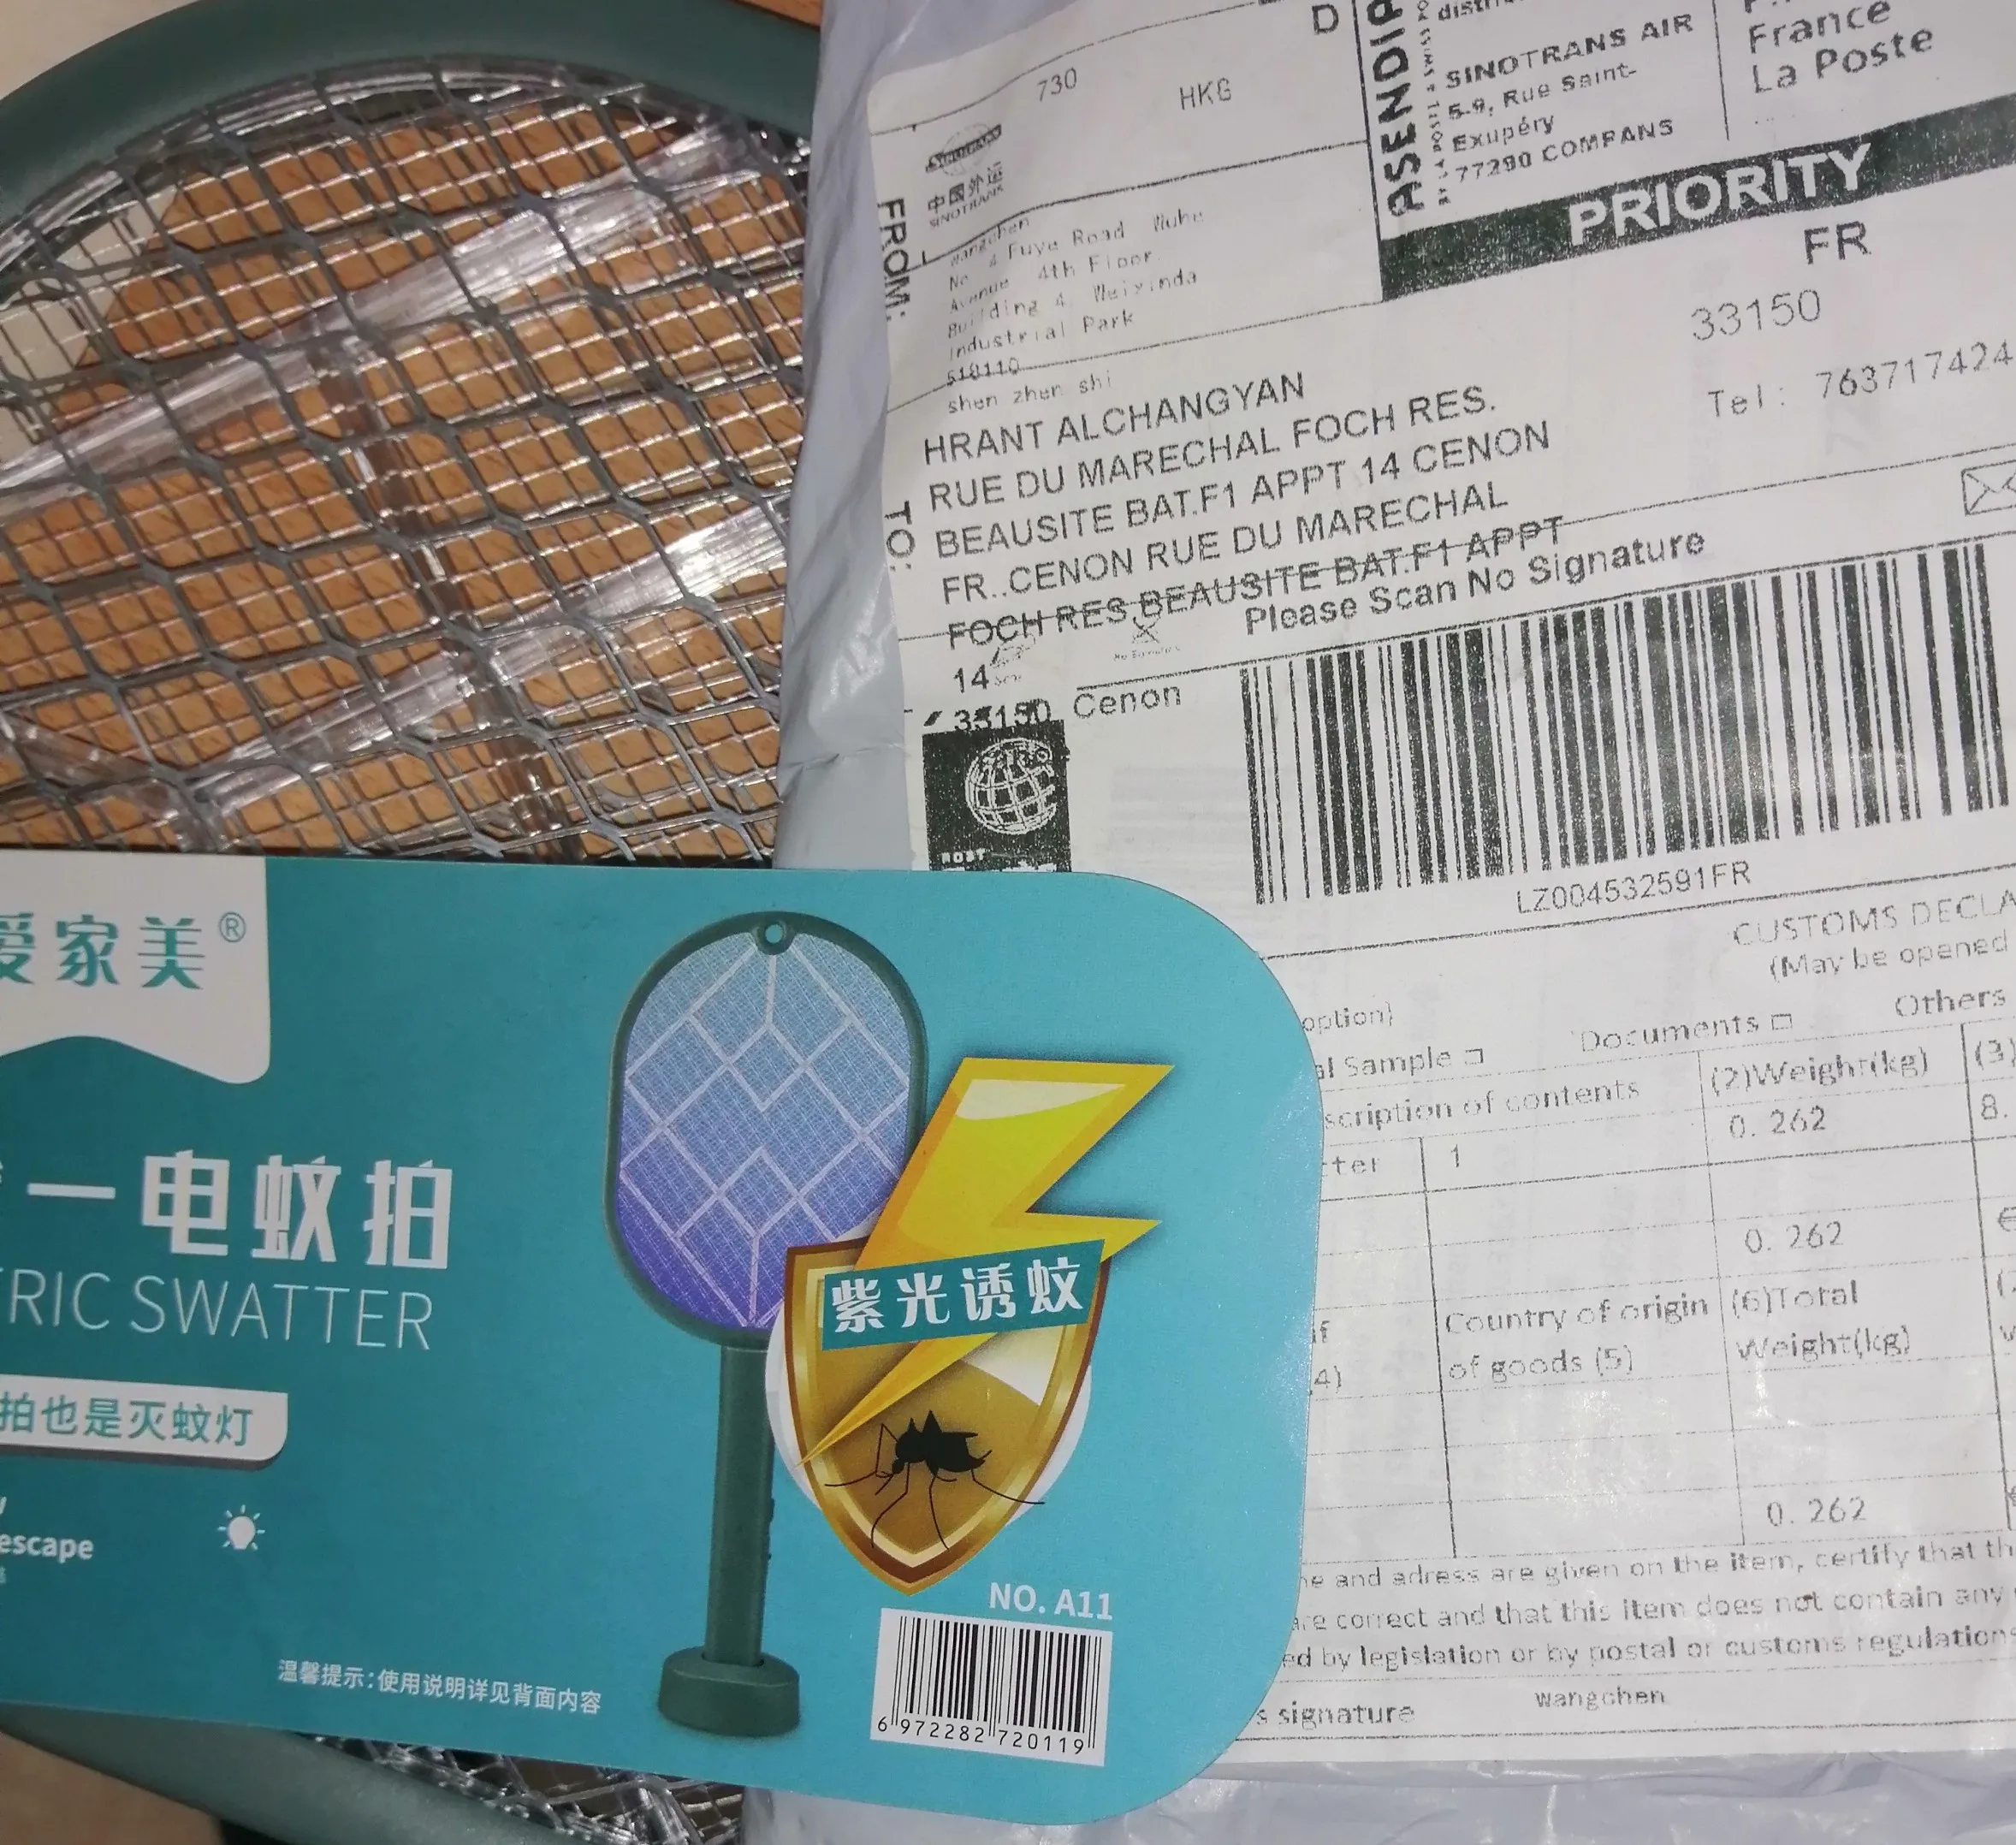 730
HKG
D
ASENDIA
SINOTRANS AIR
5-9, Rue Saint-
Exupéry
77290 COMPANS
France
La Poste
PRIORITY
FR
FROM:
SINOTRANS
中国外运
SINOTRANS
wangchen
No. 4 Fuye Road, Wuhe
Avenue 4th Floor,
Building 4, Weixinda
Industrial Park
518110
shen zhen shi
33150
Tel: 763717424
TO:
HRANT ALCHANGYAN
RUE DU MARECHAL FOCH RES.
BEAUSITE BAT.F1 APPT 14 CENON
FR..CENON RUE DU MARECHAL
FOCH RES BEAUSITE BAT.F1 APPT
14
33150 Cenon
Please Scan No Signature
LZ004532591FR
CUSTOMS DECLA
(May be opened
option)
Documents
Others
al Sample
scription of contents
(2)Weight(kg)
(3)
tter
1
0.262
8.
0.262
if
4)
Country of origin
of goods (5)
(6)Total
Weight(kg)
0.262
ne and adress are given on the item, certify that th
are correct and that this item does not contain any
ed by legislation or by postal or customs regulations
s signature
wangchen
爱家美®
一电蚊拍
RIC SWATTER
拍也是灭蚊灯
escape
紫光诱蚊
NO. A11
6 972282 720119
温馨提示:使用说明详见背面内容